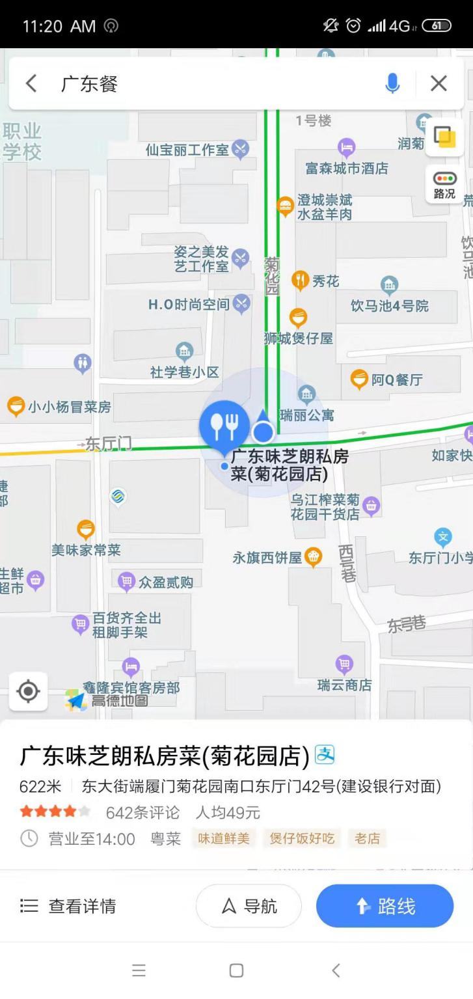 11:20 AM
4G
61
广东餐
1号楼
职业
学校
仙宝丽工作室
润菊
富森城市酒店
路况
澄城崇斌
水盆羊肉
荒
饮马池
姿之美发
艺工作室
菊花园
秀花
H.O时尚空间
饮马池4号院
狮城煲仔屋
社学巷小区
阿Q餐厅
小小杨冒菜房
瑞丽公寓
东厅门
如家快
广东味芝朗私房
菜(菊花园店)
捷
部
乌江榨菜菊
花园干货店
美味家常菜
永旗西饼屋
西号巷
文
东厅门小学
生鲜
超市
众盈贰购
百货齐全出
租脚手架
东号巷
鑫隆宾馆客房部
瑞云商店
高德地图
广东味芝朗私房菜(菊花园店)
支
622米
东大街端履门菊花园南口东厅门42号(建设银行对面)
642条评论 人均49元
营业至14:00 粤菜 味道鲜美 煲仔饭好吃 老店
查看详情
导航
路线